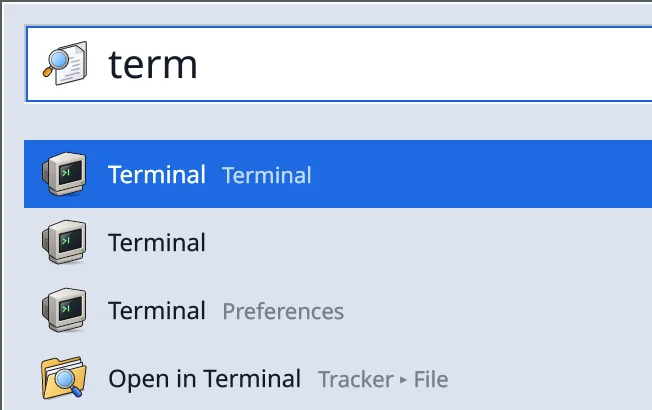 term
Terminal Terminal
Terminal
Terminal Preferences
Open in Terminal Tracker ▸ File